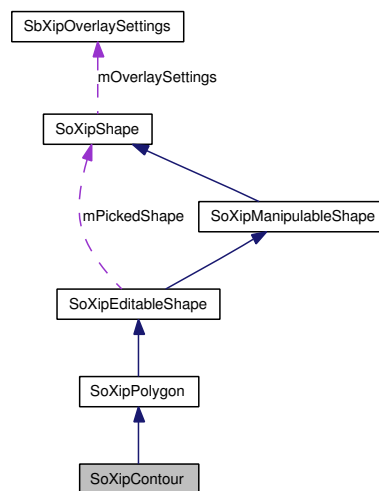 SbXipOverlaySettings
mOverlaySettings
SoXipShape
mPickedShape
SoXipManipulableShape
SoXipEditableShape
SoXipPolygon
SoXipContour